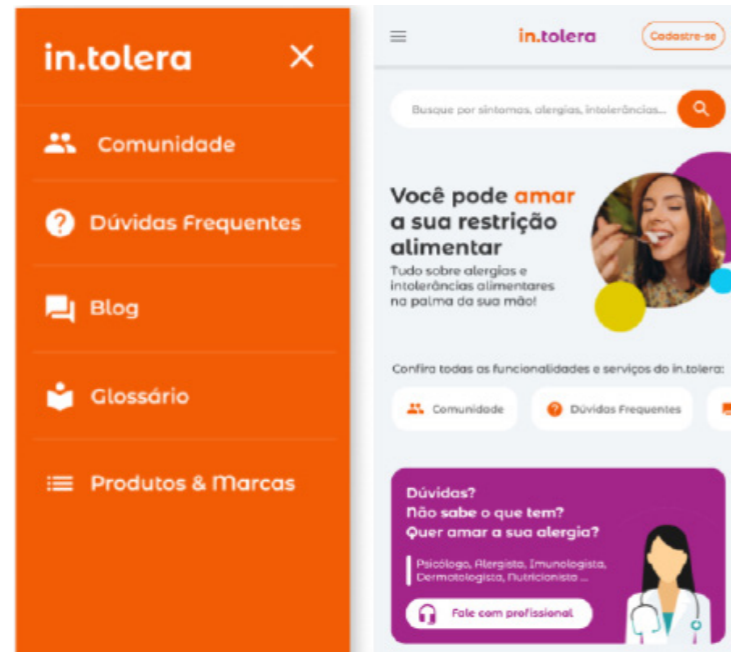 in.tolera
Comunidade
Dúvidas Frequentes
Blog
Glossário
Produtos & Marcas
in.tolera
Cadastre-se
Busque por sintomas, alergias, intolerâncias...
Você pode amar
a sua restrição
alimentar
Tudo sobre alergias e
intolerâncias alimentares
na palma da sua mão!
Confira todas as funcionalidades e serviços do in.tolera:
Comunidade
Dúvidas Frequentes
Dúvidas?
Não sabe o que tem?
Quer amar a sua alergia?
Psicólogo, Alergista, Imunologista,
Dermatologista, Nutricionista ...
Fale com profissional